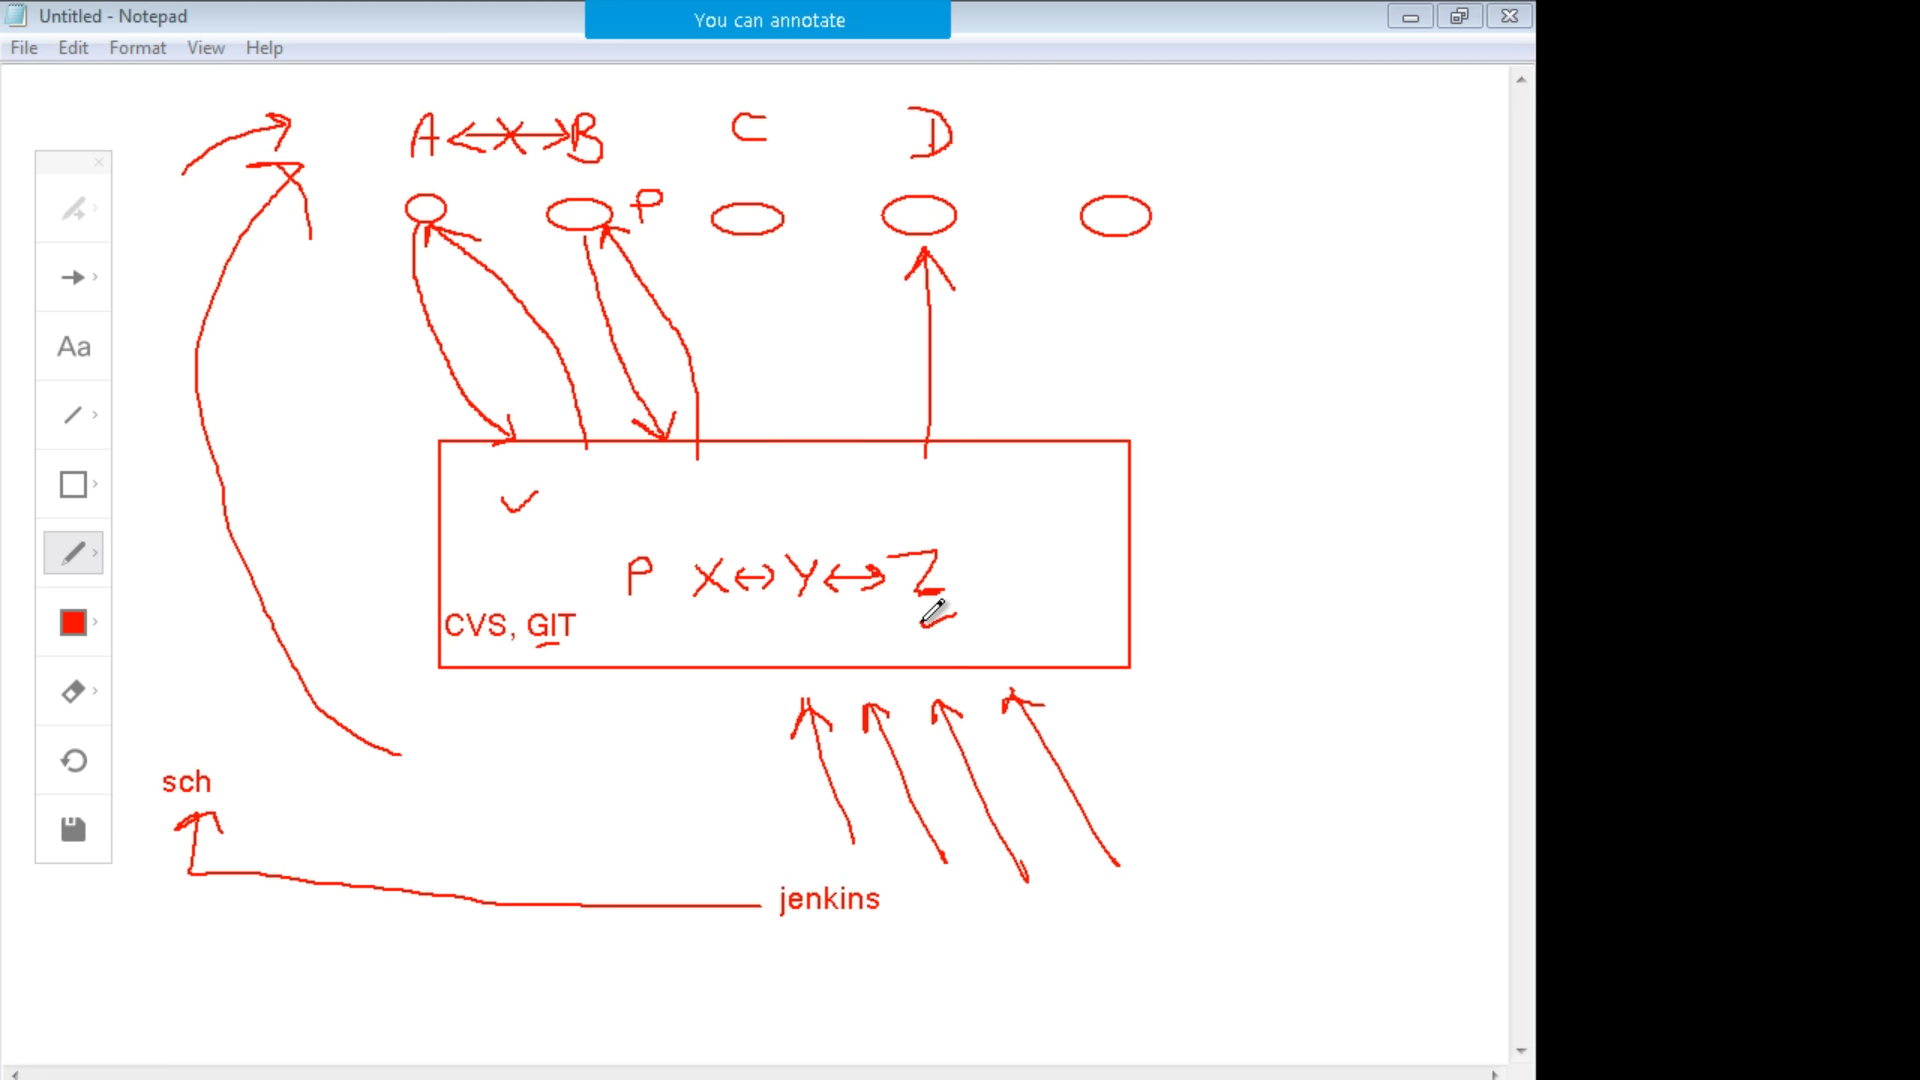 Untitled - Notepad
You can annotate
File Edit Format View Help
A B C D
P
Aa
P X Y Z
CVS, GIT
sch
jenkins